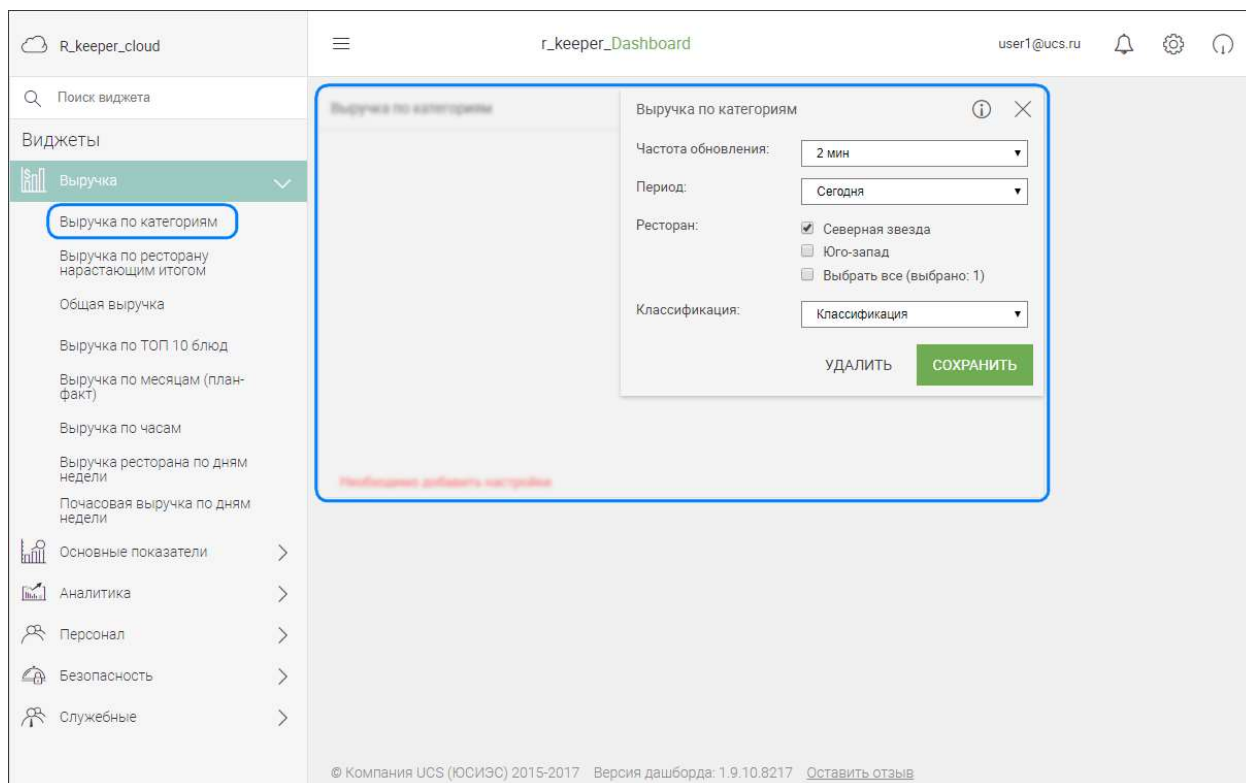 R_keeper_cloud
r_keeper_Dashboard
user1@ucs.ru
Поиск виджета
Виджеты
Выручка
Выручка по категориям
Выручка по ресторану
нарастающим итогом
Общая выручка
Выручка по ТОП 10 блюд
Выручка по месяцам (план-
факт)
Выручка по часам
Выручка ресторана по дням
недели
Почасовая выручка по дням
недели
Основные показатели
Аналитика
Персонал
Безопасность
Служебные
Выручка по категориям
Выручка по категориям
Частота обновления:
2 мин
Период:
Сегодня
Ресторан:
Северная звезда
Юго-запад
Выбрать все (выбрано: 1)
Классификация:
Классификация
УДАЛИТЬ
СОХРАНИТЬ
Необходимо добавить настройки
© Компания UCS (ЮСИЭС) 2015-2017 Версия дашборда: 1.9.10.8217 Оставить отзыв